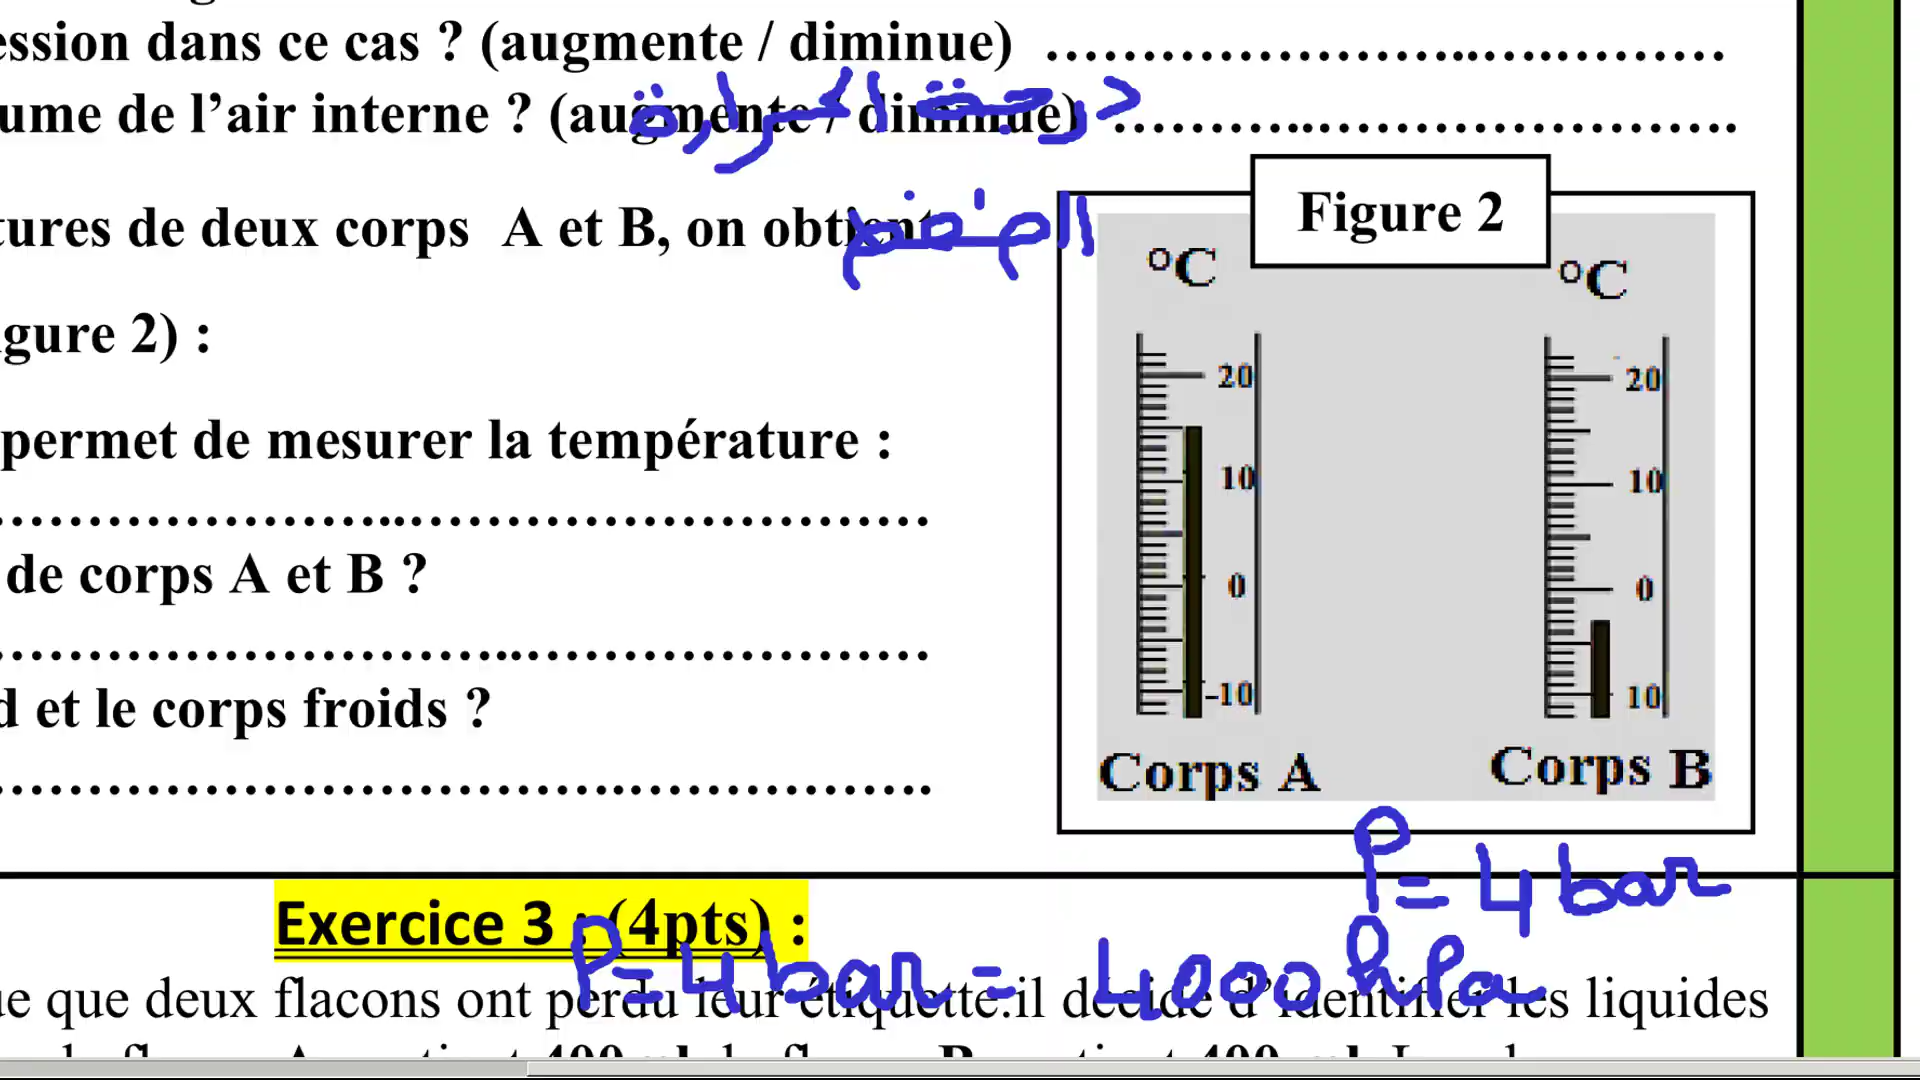 ession dans ce cas ? (augmente / diminue) ………………………..….………
ume de l’air interne ? (augmente / diminue) ………..…………………….
درجة الحرارة
tures de deux corps A et B, on obtient
igure 2) :
permet de mesurer la température :
…………………..………………………
de corps A et B ?
…………………………..…………………
d et le corps froids ?
………………………………….……………….
Figure 2
°C
°C
20
10
0
-10
20
10
0
10
Corps A
Corps B
P = 4 bar
Exercice 3 : (4pts) :
P = 4 bar = 4000 hPa
ue que deux flacons ont perdu leur étiquette.il décide d’identifier les liquides